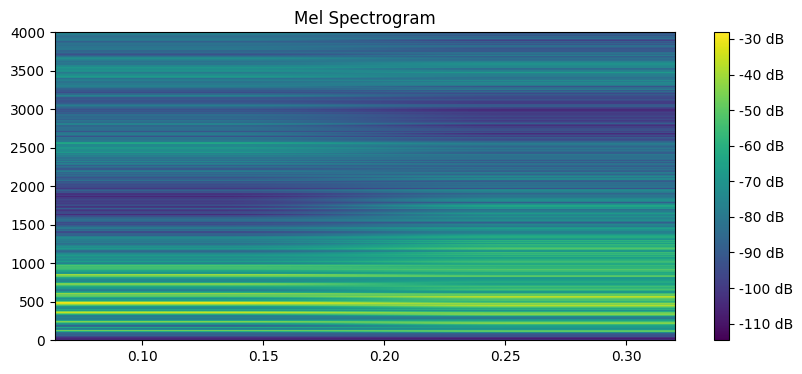 Mel Spectrogram
4000
3500
3000
2500
2000
1500
1000
500
0
0.10
0.15
0.20
0.25
0.30
-30 dB
-40 dB
-50 dB
-60 dB
-70 dB
-80 dB
-90 dB
-100 dB
-110 dB